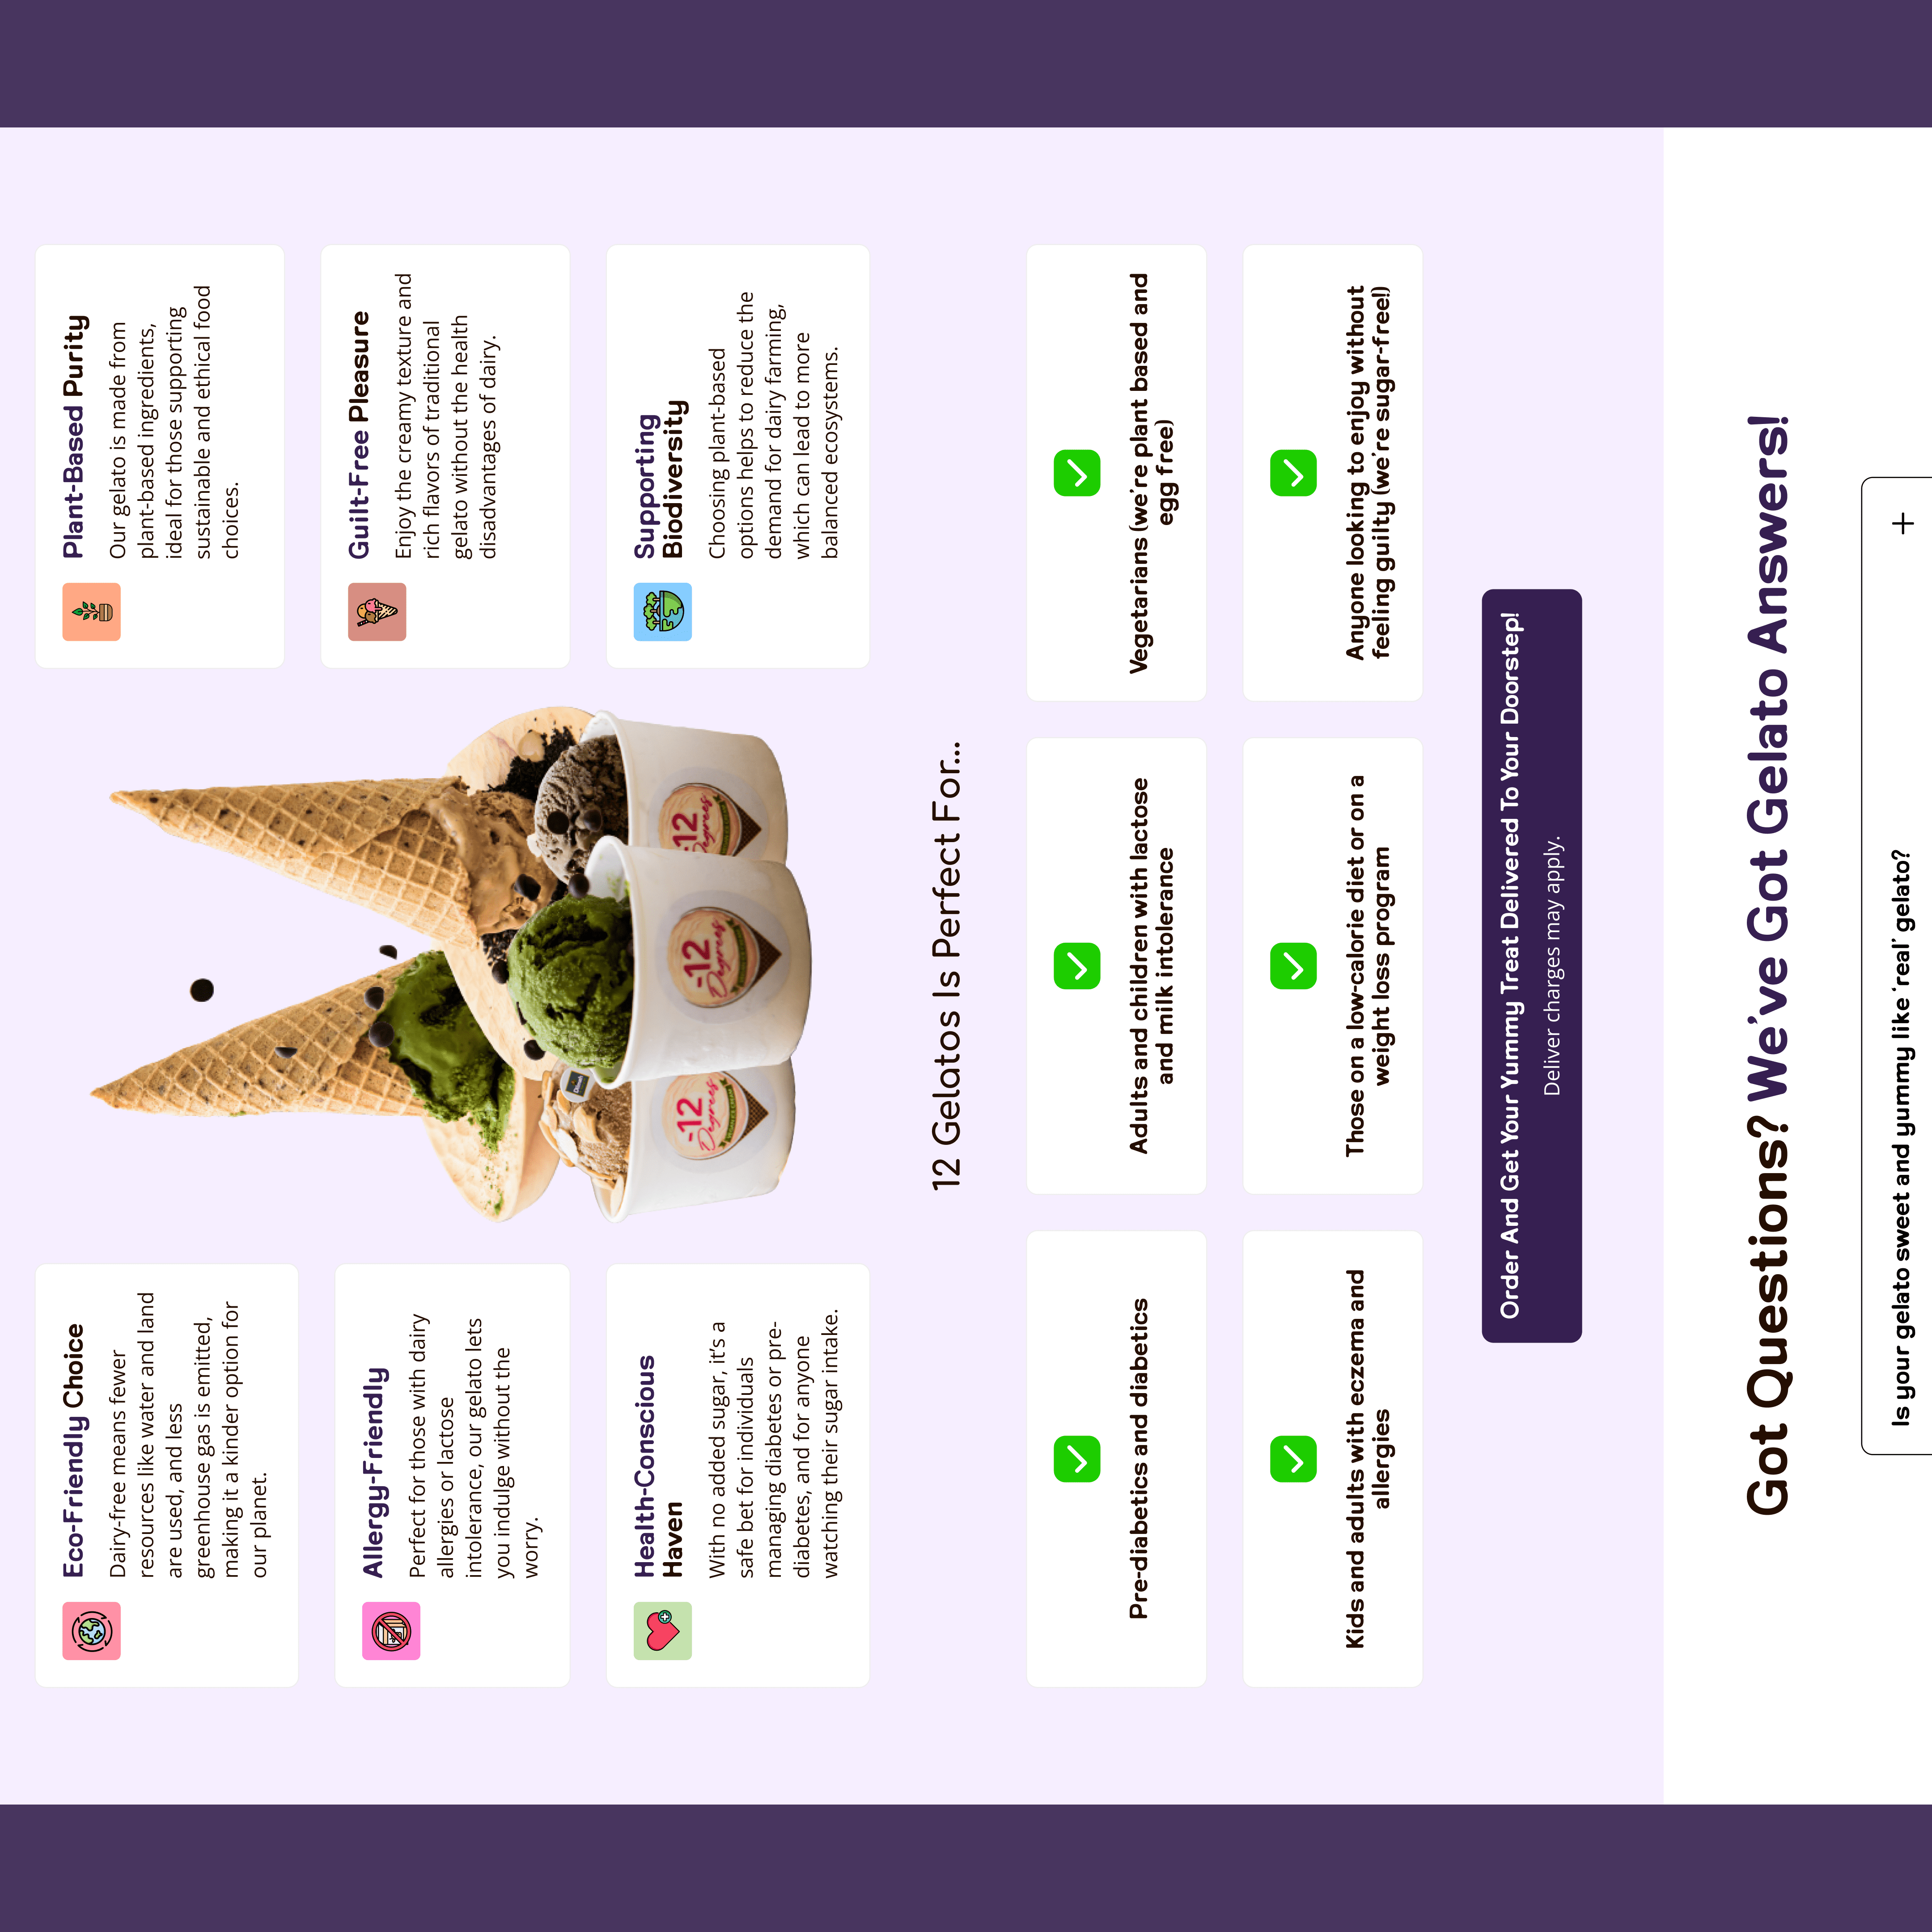 Eco-Friendly Choice
Dairy-free means fewer
resources like water and land
are used, and less
greenhouse gas is emitted,
making it a kinder option for
our planet.
Allergy-Friendly
Perfect for those with dairy
allergies or lactose
intolerance, our gelato lets
you indulge without the
worry.
Health-Conscious
Haven
With no added sugar, it's a
safe bet for individuals
managing diabetes or pre-
diabetes, and for anyone
watching their sugar intake.
-12
Degrees
-12
Degrees
-12
Degrees
Plant-Based Purity
Our gelato is made from
plant-based ingredients,
ideal for those supporting
sustainable and ethical food
choices.
Guilt-Free Pleasure
Enjoy the creamy texture and
rich flavors of traditional
gelato without the health
disadvantages of dairy.
Supporting
Biodiversity
Choosing plant-based
options helps to reduce the
demand for dairy farming,
which can lead to more
balanced ecosystems.
12 Gelatos Is Perfect For...
Pre-diabetics and diabetics
Adults and children with lactose
and milk intolerance
Vegetarians (we're plant based and
egg free)
Kids and adults with eczema and
allergies
Those on a low-calorie diet or on a
weight loss program
Anyone looking to enjoy without
feeling guilty (we're sugar-free!)
Order And Get Your Yummy Treat Delivered To Your Doorstep!
Deliver charges may apply.
Got Questions? We've Got Gelato Answers!
Is your gelato sweet and yummy like 'real' gelato?
+